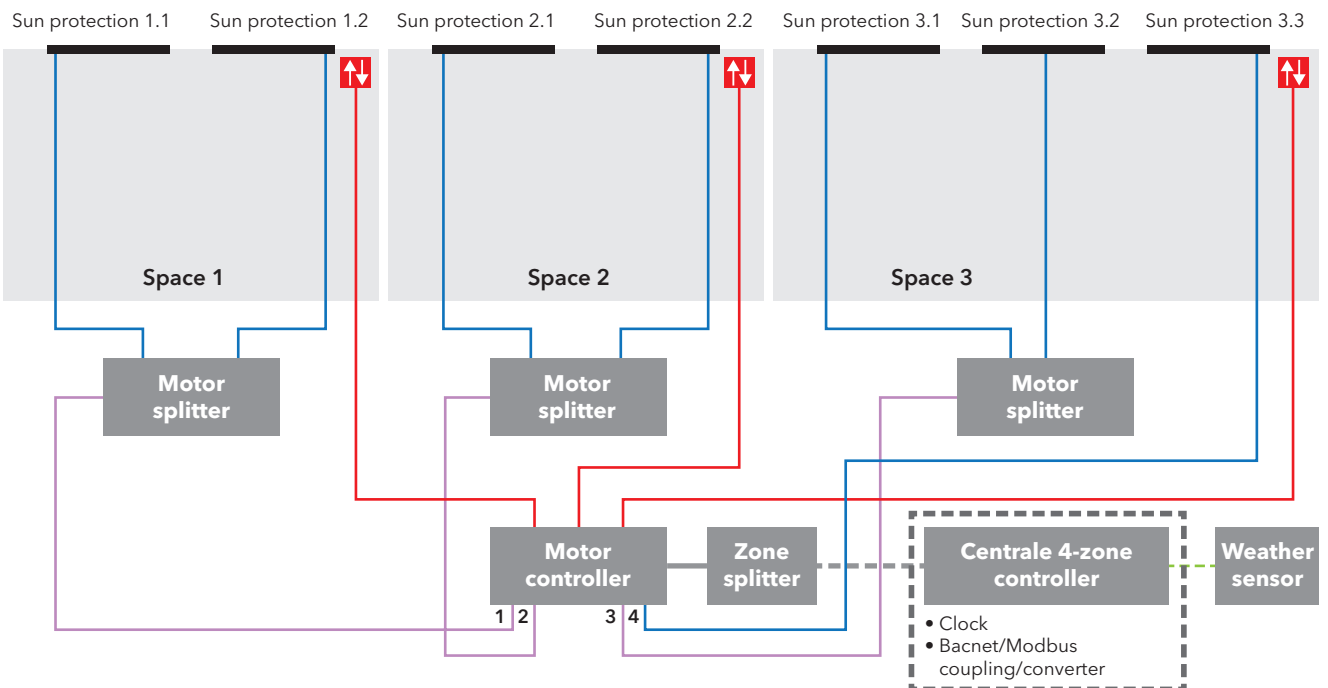 Sun protection 1.1
Sun protection 1.2
Sun protection 2.1
Sun protection 2.2
Sun protection 3.1
Sun protection 3.2
Sun protection 3.3
Space 1
Space 2
Space 3
Motor
splitter
Motor
splitter
Motor
splitter
Motor
controller
Zone
splitter
Centrale 4-zone
controller
Weather
sensor
1 2 3 4
• Clock
• Bacnet/Modbus
coupling/converter